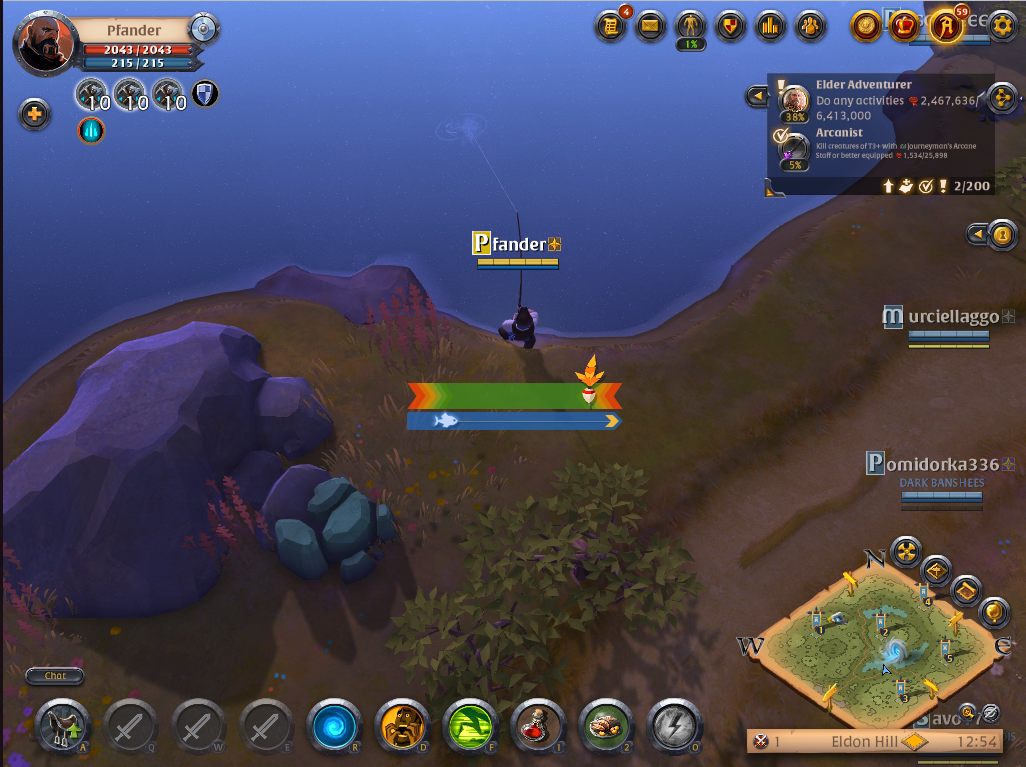 Pfander
2043/2043
215/215
10
10
10
4
1%
59
Elder Adventurer
Do any activities 2,467,636/
6,413,000
38%
Arcanist
Kill creatures of T3+ with Journeyman's Arcane
Staff or better equipped 1,534/25,898
5%
2/200
Pfander
urciellaggo
Pomidorka336
DARK BANSHEES
N
W
E
1
2
3
4
5
Chat
A
Q
W
E
R
D
F
1
2
O
1
Eldon Hill
12:54